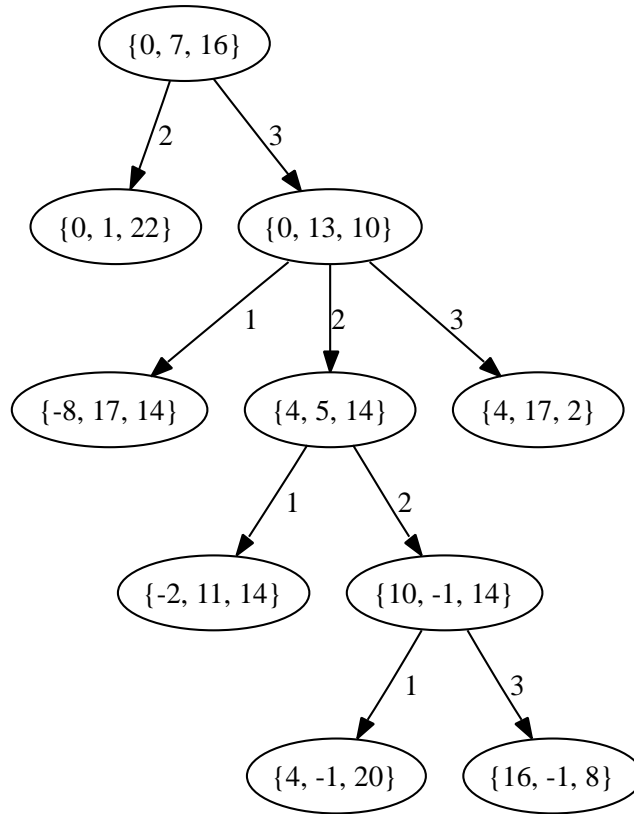 {0, 7, 16}
2
3
{0, 1, 22}
{0, 13, 10}
1
2
3
{-8, 17, 14}
{4, 5, 14}
{4, 17, 2}
1
2
{-2, 11, 14}
{10, -1, 14}
1
3
{4, -1, 20}
{16, -1, 8}